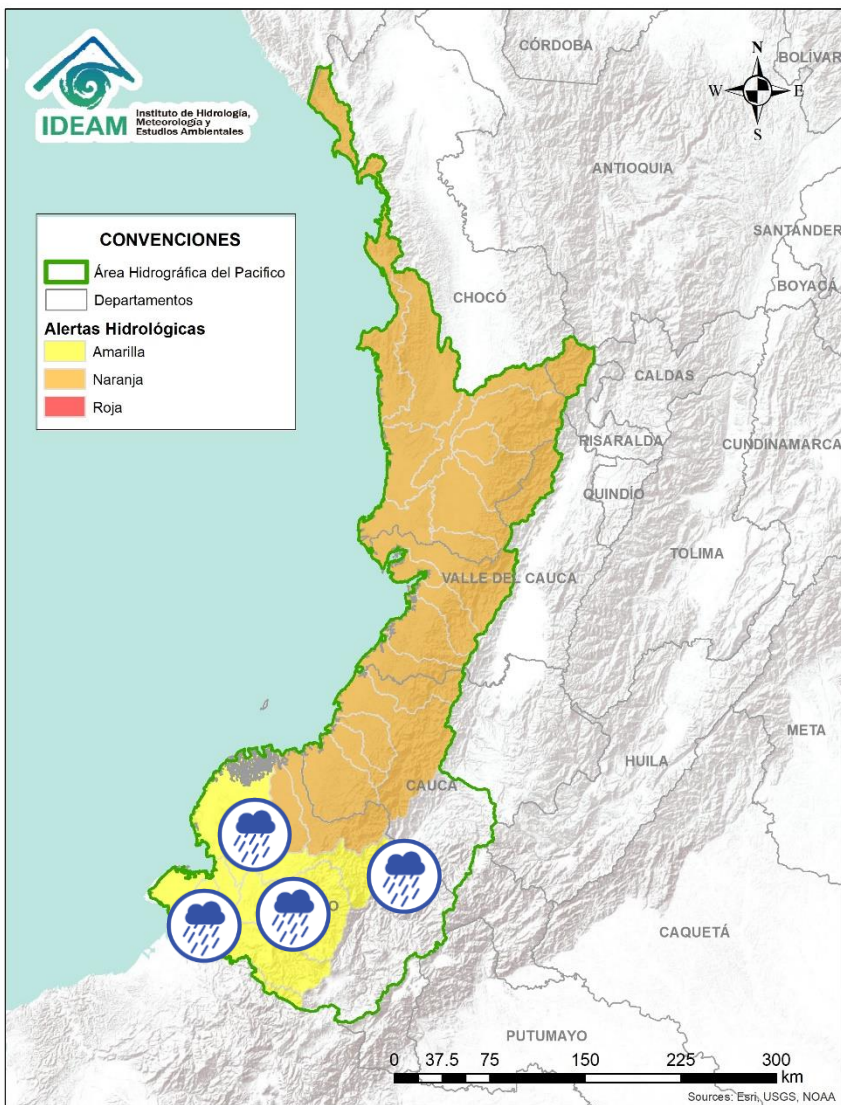 IDEAM
Instituto de Hidrología,
Meteorología y
Estudios Ambientales
CÓRDOBA
BOLÍVAR
N
W
E
S
ANTIOQUIA
SANTANDER
BOYACÁ
CONVENCIONES
Área Hidrográfica del Pacifico
Departamentos
Alertas Hidrológicas
Amarilla
Naranja
Roja
CHOCÓ
CALDAS
RISARALDA
CUNDINAMARCA
QUINDÍO
TOLIMA
VALLE DEL CAUCA
META
HUILA
CAUCA
O
CAQUETÁ
PUTUMAYO
0 37.5 75 150 225 300
km
Sources: Esri, USGS, NOAA